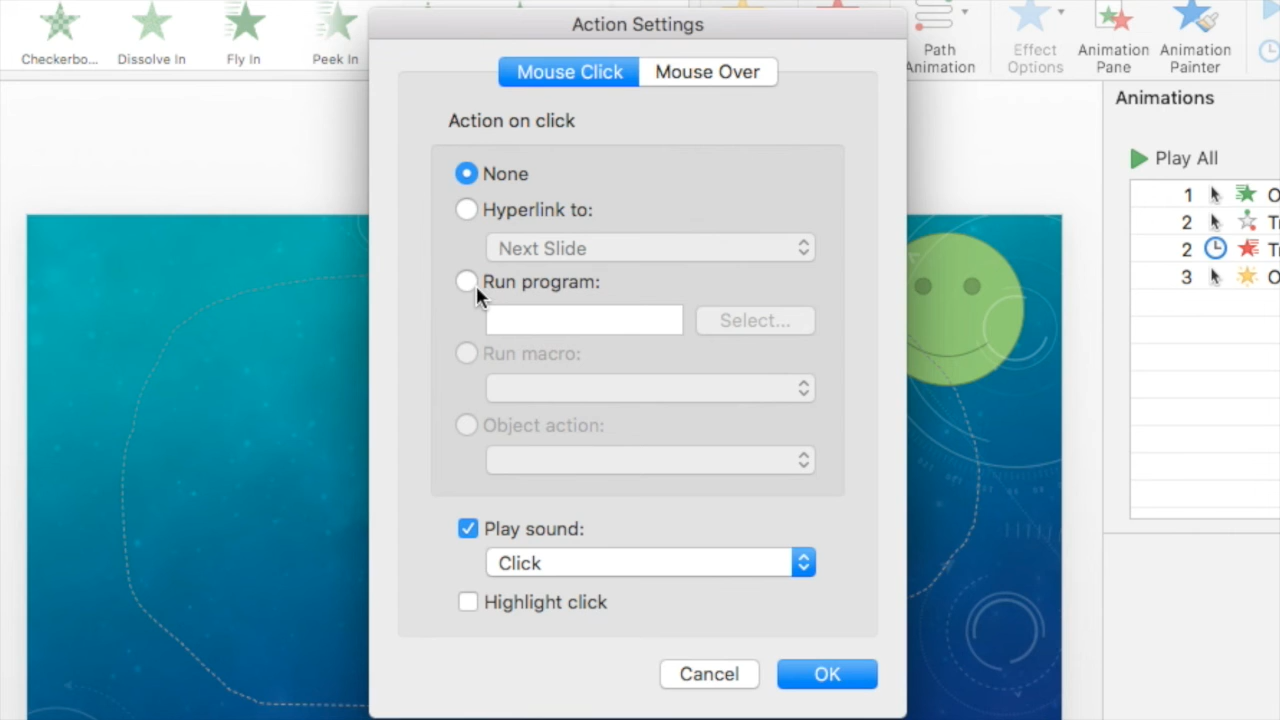 Action Settings
Checkerbo...
Dissolve In
Fly In
Peek In
Path
Animation
Effect
Options
Animation
Pane
Animation
Painter
Mouse Click
Mouse Over
Animations
Action on click
Play All
None
1 O
Hyperlink to:
2 Tr
Next Slide
2 Tr
Run program:
3 O
Select...
Run macro:
Object action:
Play sound:
Click
Highlight click
Cancel
OK